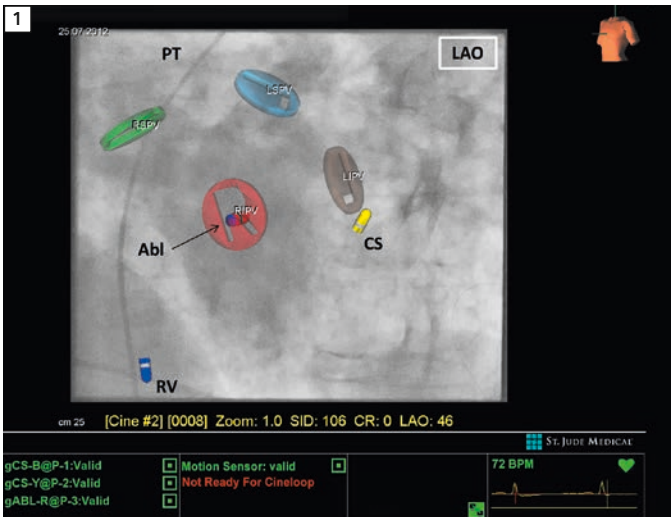 1
25.07.2012
PT
LAO
LSPV
RSPV
LIPV
RIPV
Abl
CS
RV
cm 25 [Cine #2] [0008] Zoom: 1.0 SID: 106 CR: 0 LAO: 46
ST. JUDE MEDICAL
gCS-B@P-1:Valid
gCS-Y@P-2:Valid
gABL-R@P-3:Valid
Motion Sensor: valid
Not Ready For Cineloop
72 BPM